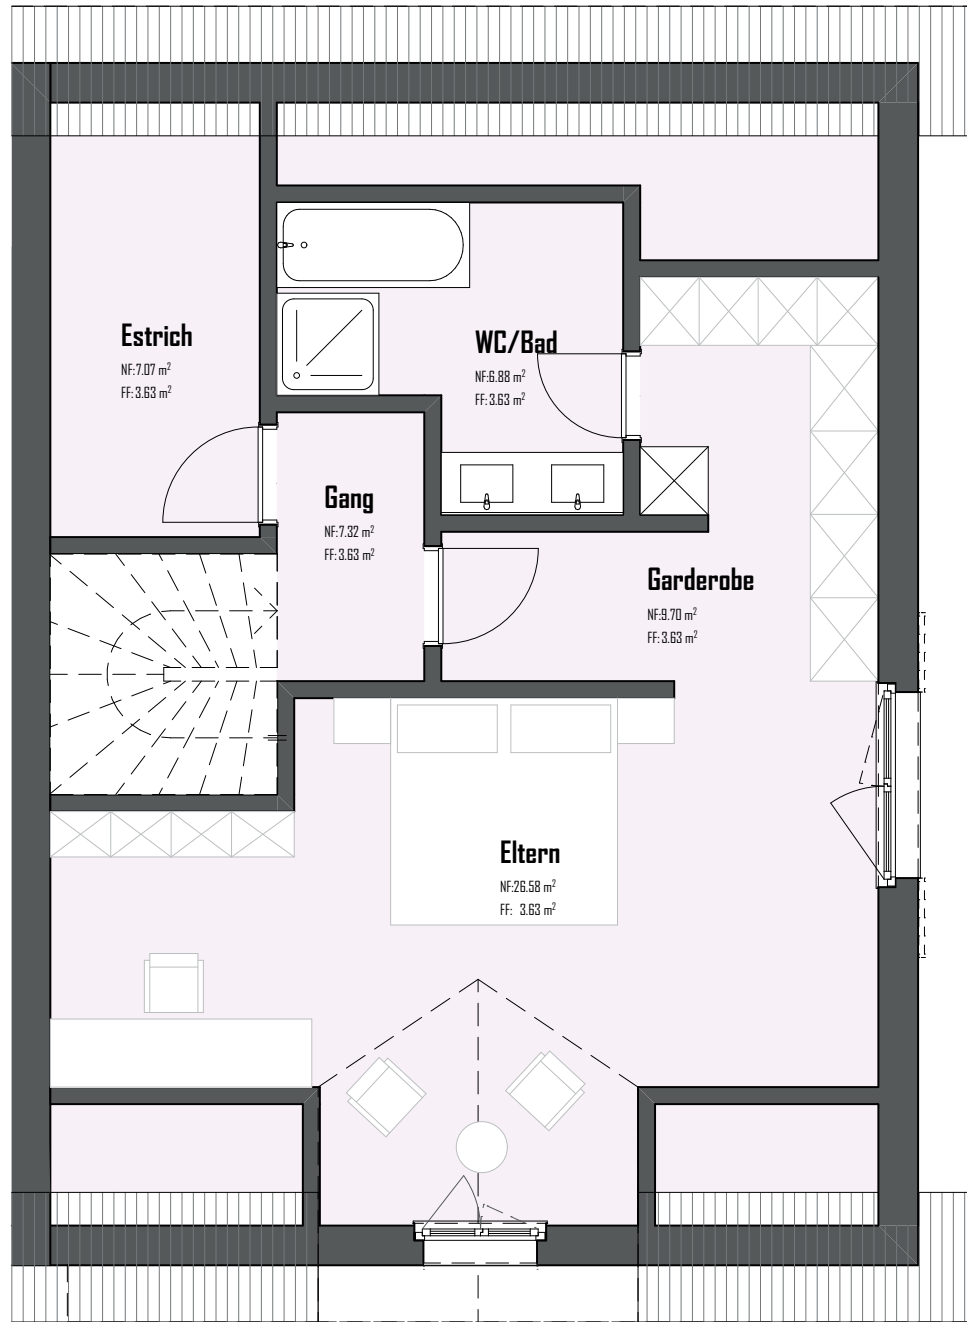 Estrich
NF:7.07 m²
FF: 3.63 m²
WC/Bad
NF:6.88 m²
FF: 3.63 m²
Gang
NF:7.32 m²
FF: 3.63 m²
Garderobe
NF:9.70 m²
FF: 3.63 m²
Eltern
NF:26.58 m²
FF: 3.63 m²